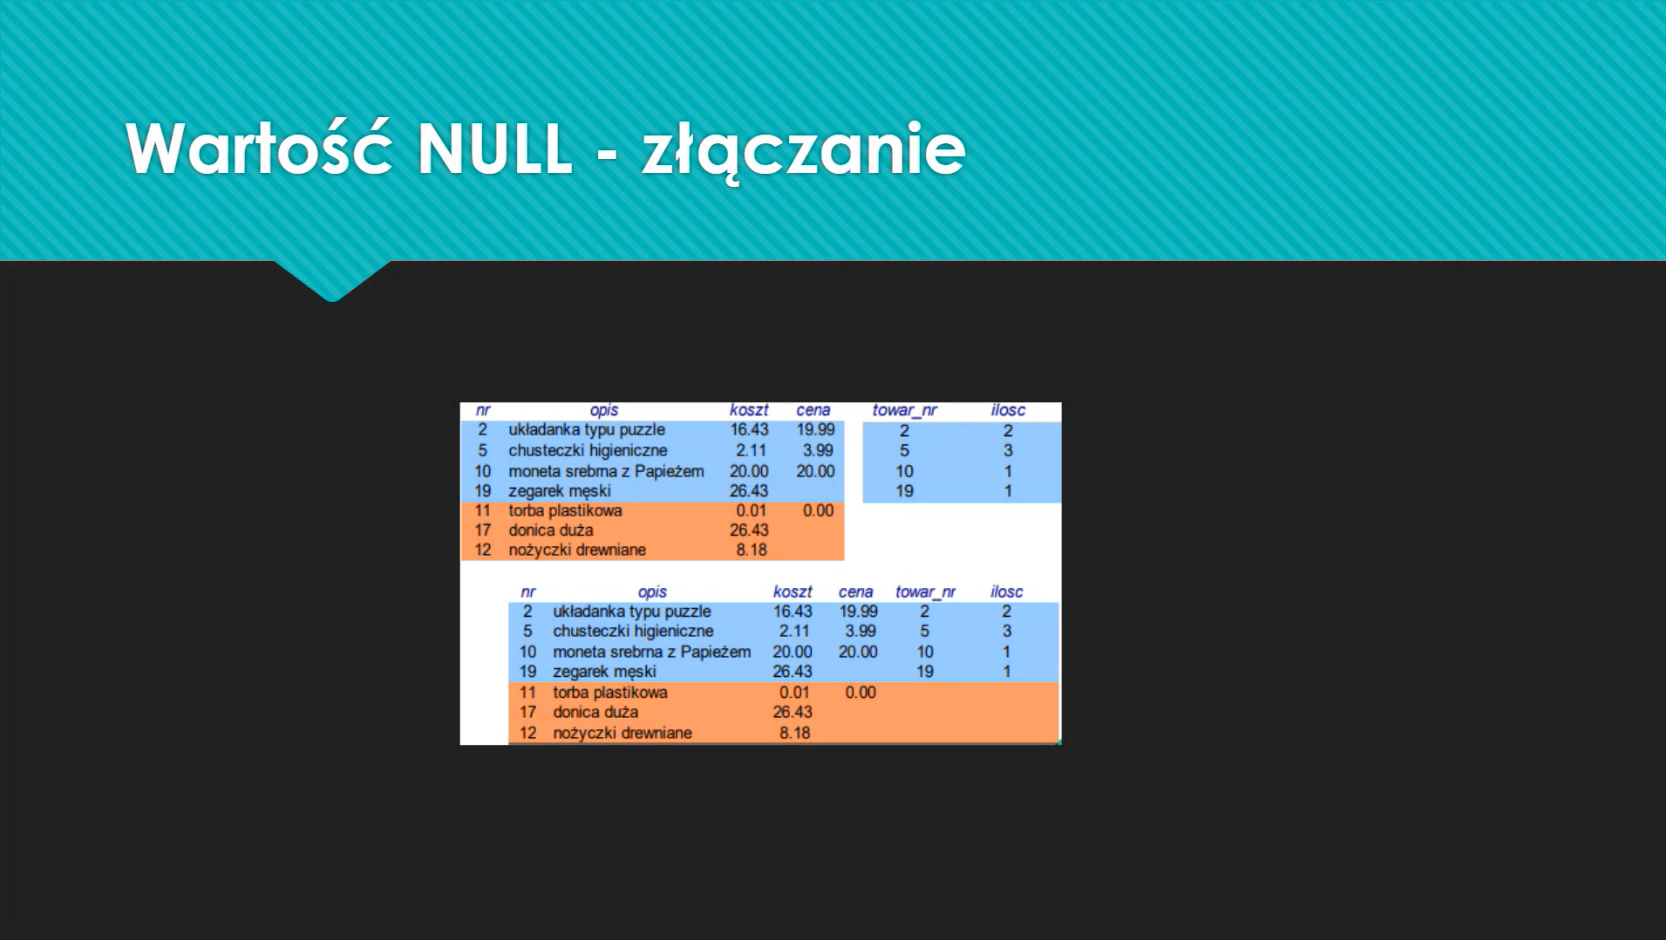 Wartość NULL - złączanie
nr opis koszt cena towar_nr ilosc
2 układanka typu puzzle 16.43 19.99 2 2
5 chusteczki higieniczne 2.11 3.99 5 3
10 moneta srebrna z Papieżem 20.00 20.00 10 1
19 zegarek męski 26.43 19 1
11 torba plastikowa 0.01 0.00
17 donica duża 26.43
12 nożyczki drewniane 8.18
nr opis koszt cena towar_nr ilosc
2 układanka typu puzzle 16.43 19.99 2 2
5 chusteczki higieniczne 2.11 3.99 5 3
10 moneta srebrna z Papieżem 20.00 20.00 10 1
19 zegarek męski 26.43 19 1
11 torba plastikowa 0.01 0.00
17 donica duża 26.43
12 nożyczki drewniane 8.18